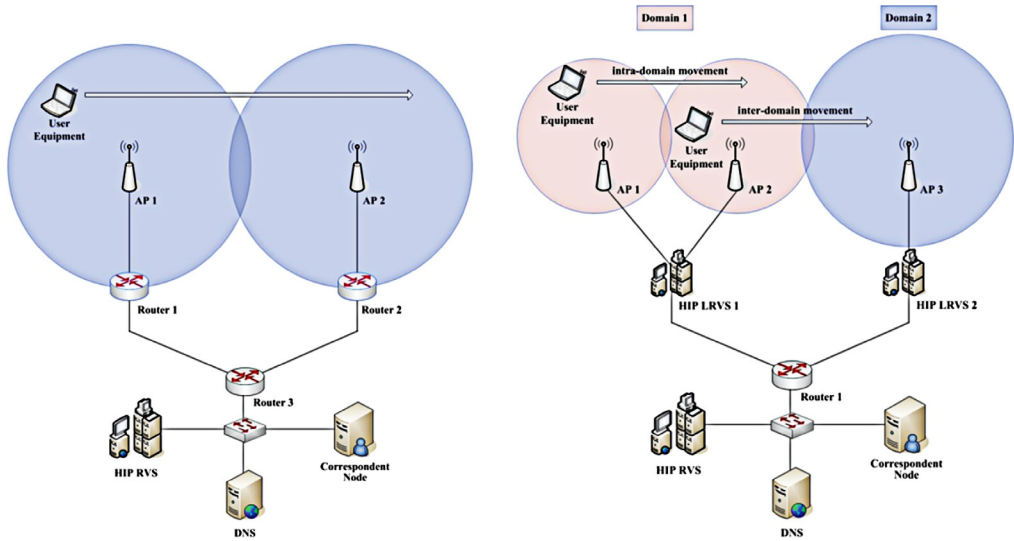 User
Equipment
AP 1
AP 2
Router 1
Router 2
Router 3
HIP RVS
Correspondent
Node
DNS
Domain 1
Domain 2
intra-domain movement
User
Equipment
inter-domain movement
User
Equipment
AP 1
AP 2
AP 3
HIP LRVS 1
HIP LRVS 2
Router 1
HIP RVS
Correspondent
Node
DNS